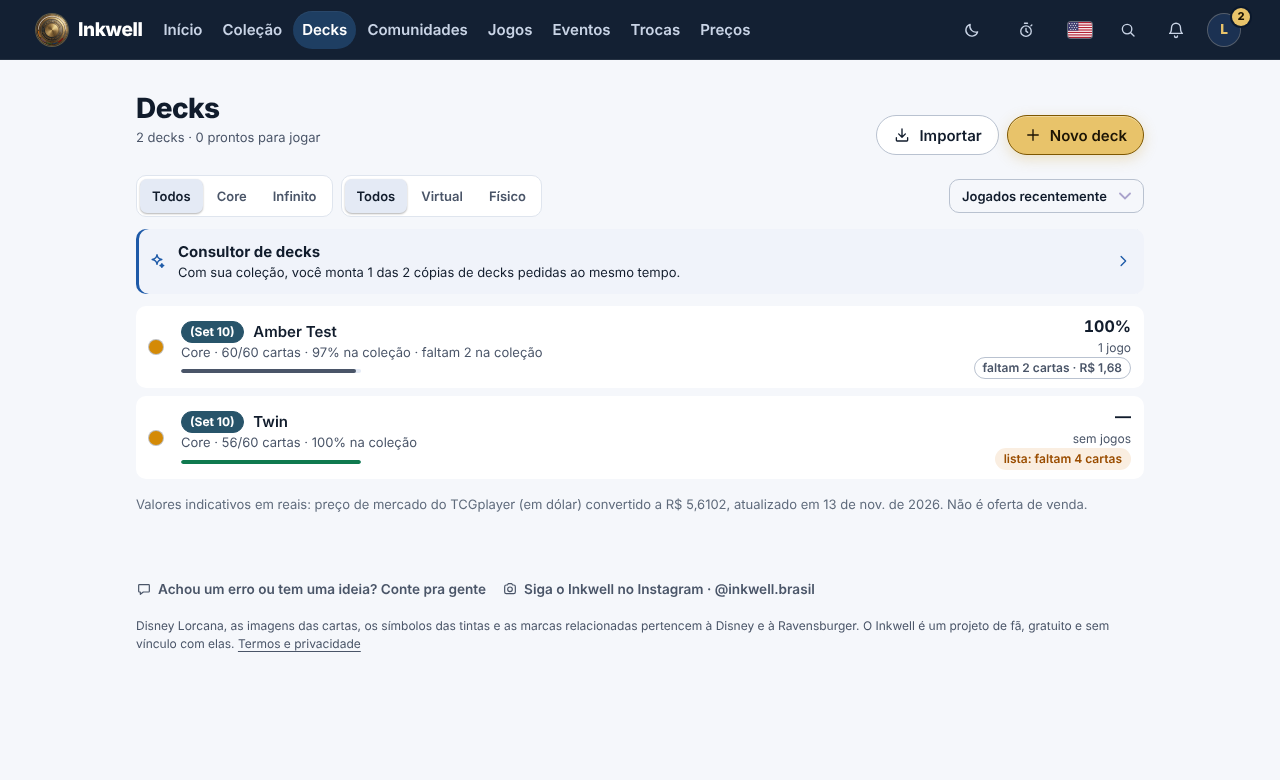 Inkwell Início Coleção Decks Comunidades Jogos Eventos Trocas Preços L 2
Decks
2 decks · 0 prontos para jogar
Importar
Novo deck
Todos Core Infinito
Todos Virtual Físico
Jogados recentemente
Consultor de decks
Com sua coleção, você monta 1 das 2 cópias de decks pedidas ao mesmo tempo.
(Set 10) Amber Test
Core · 60/60 cartas · 97% na coleção · faltam 2 na coleção
100%
1 jogo
faltam 2 cartas · R$ 1,68
(Set 10) Twin
Core · 56/60 cartas · 100% na coleção
—
sem jogos
lista: faltam 4 cartas
Valores indicativos em reais: preço de mercado do TCGplayer (em dólar) convertido a R$ 5,6102, atualizado em 13 de nov. de 2026. Não é oferta de venda.
Achou um erro ou tem uma ideia? Conte pra gente
Siga o Inkwell no Instagram · @inkwell.brasil
Disney Lorcana, as imagens das cartas, os símbolos das tintas e as marcas relacionadas pertencem à Disney e à Ravensburger. O Inkwell é um projeto de fã, gratuito e sem
vínculo com elas. Termos e privacidade